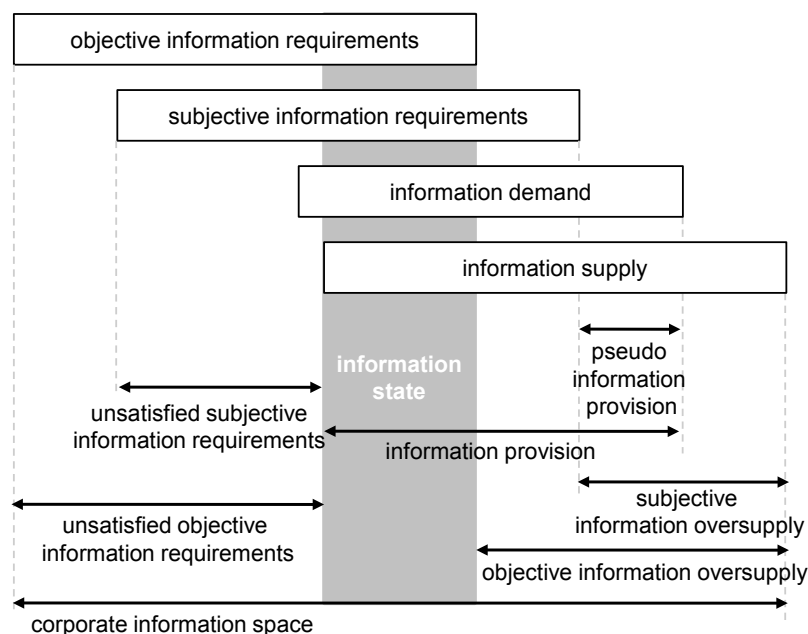 objective information requirements
subjective information requirements
information demand
information supply
information
state
pseudo
information
provision
unsatisfied subjective
information requirements
information provision
subjective
information oversupply
unsatisfied objective
information requirements
objective information oversupply
corporate information space